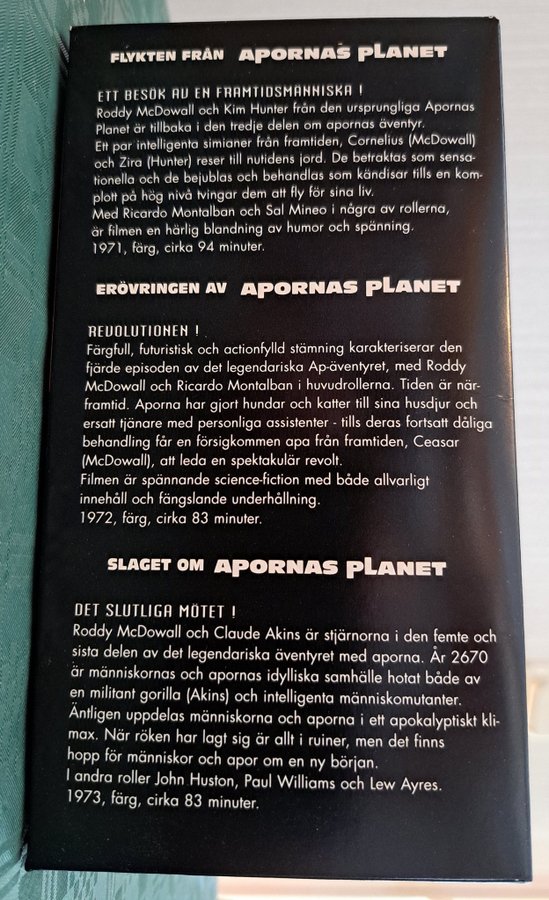 FLYKTEN FRÅN APORNAS PLANET
ETT BESÖK AV EN FRAMTIDSMÄNNISKA !
Roddy McDowall och Kim Hunter från den ursprungliga Apornas
Planet är tillbaka i den tredje delen om apornas äventyr.
Ett par intelligenta simianer från framtiden, Cornelius (McDowall)
och Zira (Hunter) reser till nutidens jord. De betraktas som sensa-
tionella och de bejublas och behandlas som kändisar tills en kom-
plott på hög nivå tvingar dem att fly för sina liv.
Med Ricardo Montalban och Sal Mineo i några av rollerna,
är filmen en härlig blandning av humor och spänning.
1971, färg, cirka 94 minuter.
ERÖVRINGEN AV APORNAS PLANET
REVOLUTIONEN !
Färgfull, futuristisk och actionfylld stämning karakteriserar den
fjärde episoden av det legendariska Ap-äventyret, med Roddy
McDowall och Ricardo Montalban i huvudrollerna. Tiden är när-
framtid. Aporna har gjort hundar och katter till sina husdjur och
ersatt tjänare med personliga assistenter - tills deras fortsatt dåliga
behandling får en försigkommen apa från framtiden, Ceasar
(McDowall), att leda en spektakulär revolt.
Filmen är spännande science-fiction med både allvarligt
innehåll och fängslande underhållning.
1972, färg, cirka 83 minuter.
SLAGET OM APORNAS PLANET
DET SLUTLIGA MÖTET !
Roddy McDowall och Claude Akins är stjärnorna i den femte och
sista delen av det legendariska äventyret med aporna. År 2670
är människornas och apornas idylliska samhälle hotat både av
en militant gorilla (Akins) och intelligenta människomutanter.
Äntligen uppdelas människorna och aporna i ett apokalyptiskt kli-
max. När röken har lagt sig är allt i ruiner, men det finns
hopp för människor och apor om en ny början.
I andra roller John Huston, Paul Williams och Lew Ayres.
1973, färg, cirka 83 minuter.